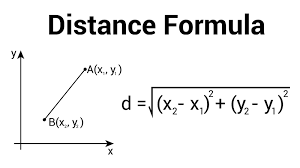 Distance Formula
y
A(x₁, y₁)
B(x₂, y₂)
x
d = √(x₂ - x₁)² + (y₂ - y₁)²